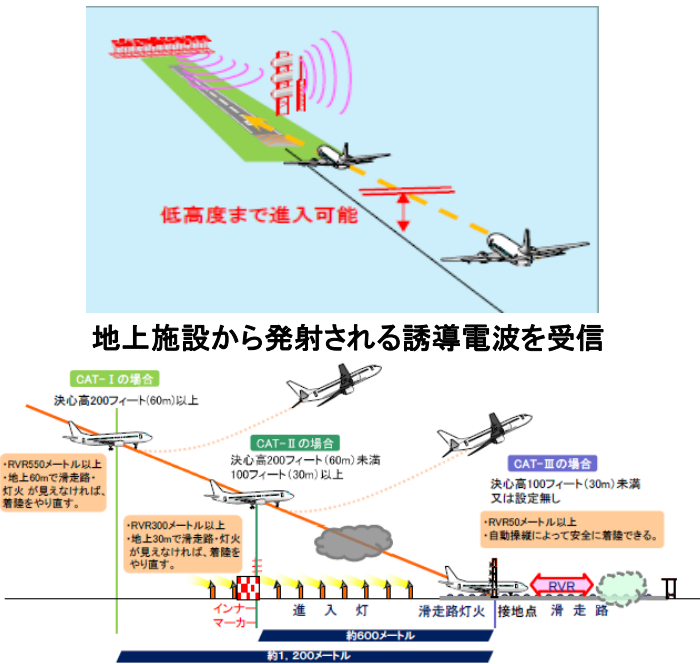 低高度まで進入可能
地上施設から発射される誘導電波を受信
CAT-Ⅰの場合
決心高200フィート(60m)以上
・RVR550メートル以上
・地上60mで滑走路・
灯火 が見えなければ、
着陸をやり直す。
CAT-Ⅱの場合
決心高200フィート(60m)未満
100フィート(30m)以上
・RVR300メートル以上
・地上30mで滑走路・灯火
が見えなければ、着陸を
やり直す。
CAT-Ⅲの場合
決心高100フィート(30m)未満
又は設定無し
・RVR50メートル以上
・自動操縦によって安全に着陸できる。
RVR
インナー
マーカー
進 入 灯
滑走路灯火
接地点
滑 走 路
約600メートル
約1,200メートル